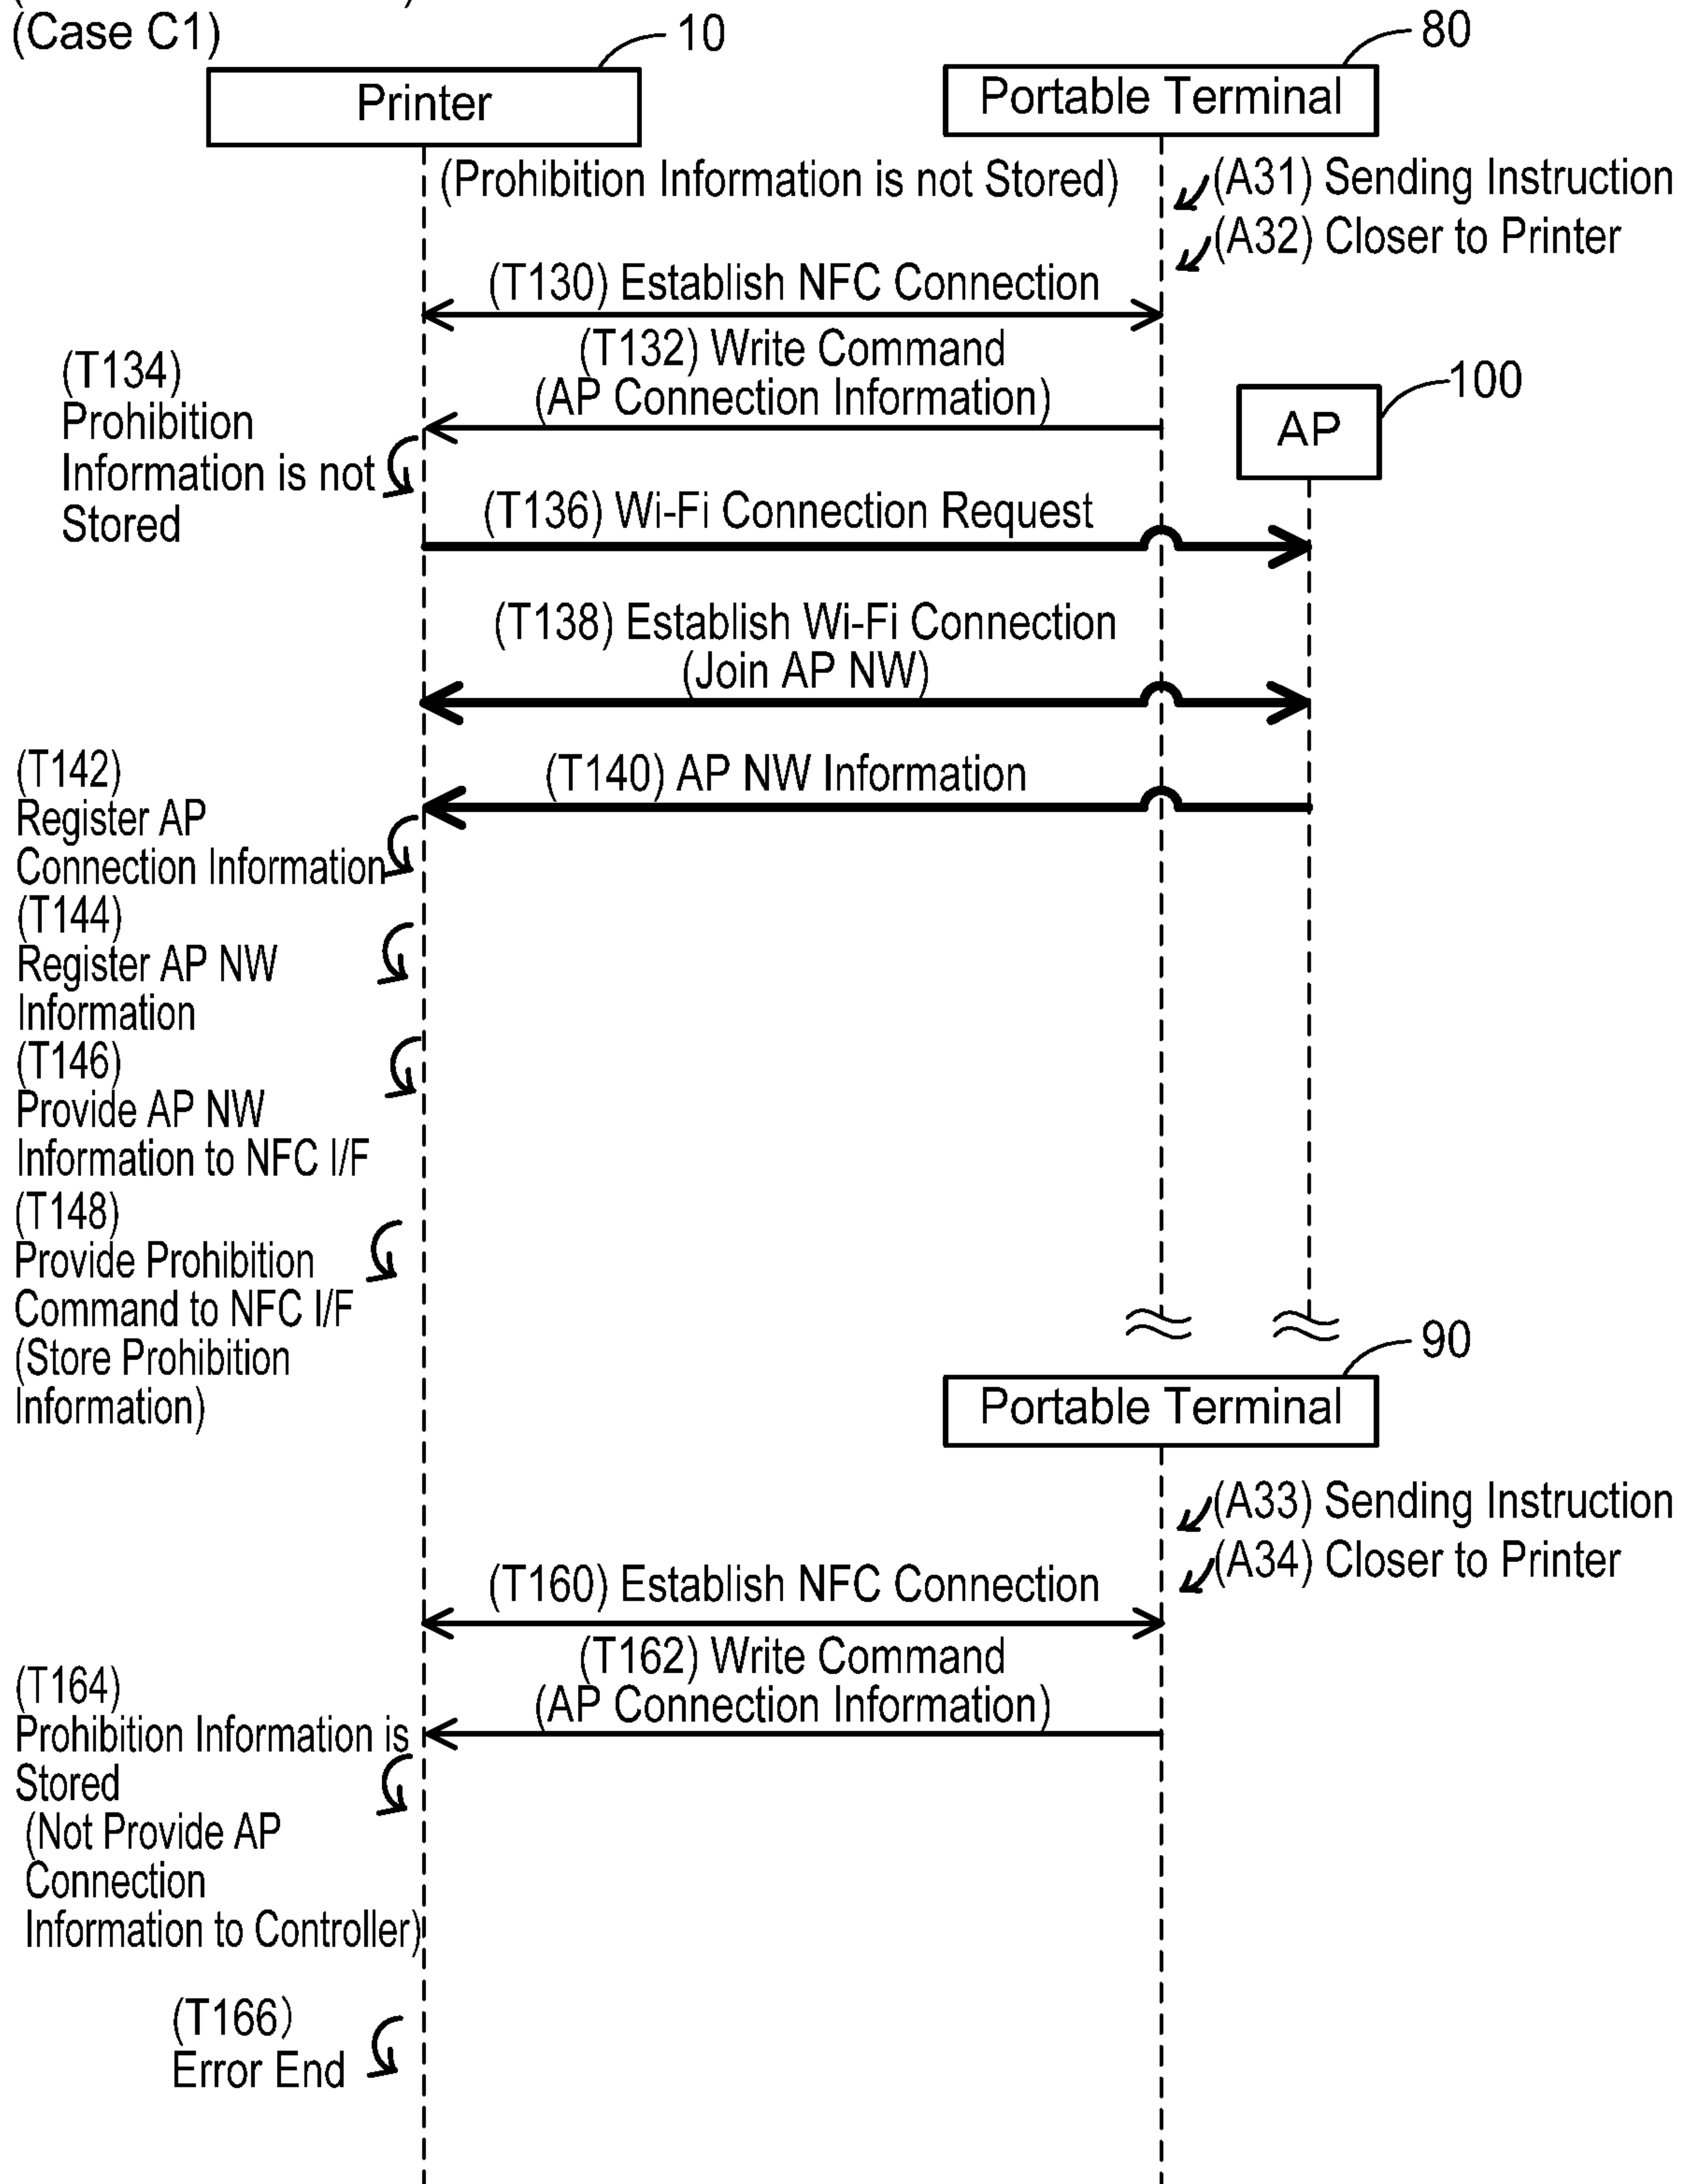 (Case C1)
10
80
Printer
Portable Terminal
(Prohibition Information is not Stored)
(A31) Sending Instruction
(A32) Closer to Printer
(T130) Establish NFC Connection
(T132) Write Command
(AP Connection Information)
(T134)
Prohibition
Information is not
Stored
100
AP
(T136) Wi-Fi Connection Request
(T138) Establish Wi-Fi Connection
(Join AP NW)
(T140) AP NW Information
(T142)
Register AP
Connection Information
(T144)
Register AP NW
Information
(T146)
Provide AP NW
Information to NFC I/F
(T148)
Provide Prohibition
Command to NFC I/F
(Store Prohibition
Information)
90
Portable Terminal
(A33) Sending Instruction
(A34) Closer to Printer
(T160) Establish NFC Connection
(T162) Write Command
(AP Connection Information)
(T164)
Prohibition Information is
Stored
(Not Provide AP
Connection
Information to Controller)
(T166)
Error End